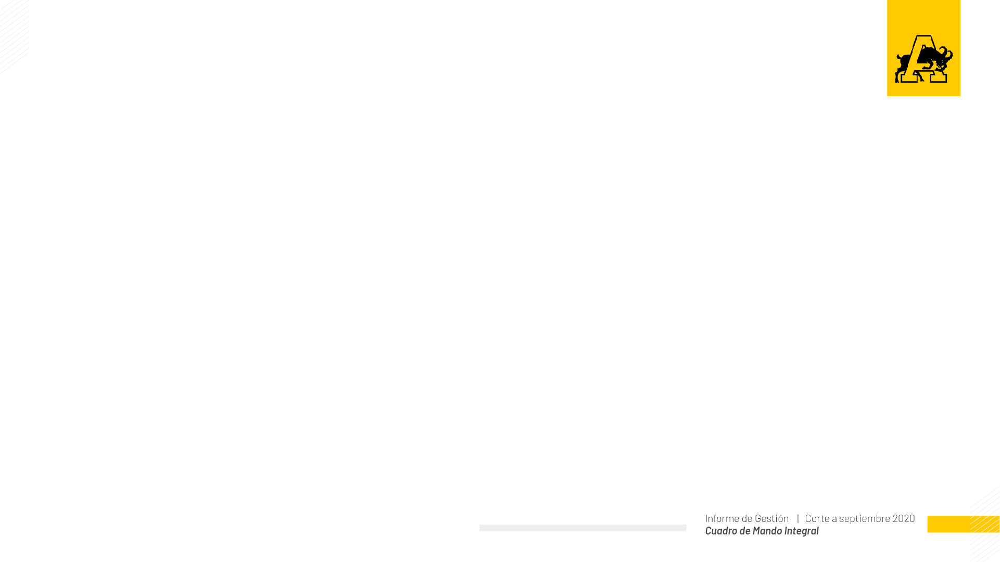 A
Informe de Gestión | Corte a septiembre 2020
Cuadro de Mando Integral